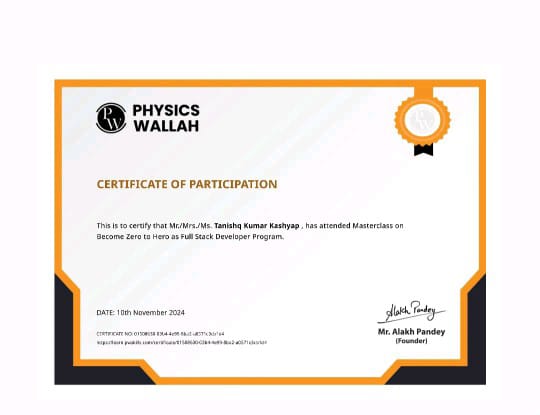 PW
PHYSICS
WALLAH
PW
CERTIFICATE OF PARTICIPATION
This is to certify that Mr./Mrs./Ms. Tanishq Kumar Kashyap , has attended Masterclass on
Become Zero to Hero as Full Stack Developer Program.
DATE: 10th November 2024
Alakh Pandey
Mr. Alakh Pandey
(Founder)
CERTIFICATE NO: